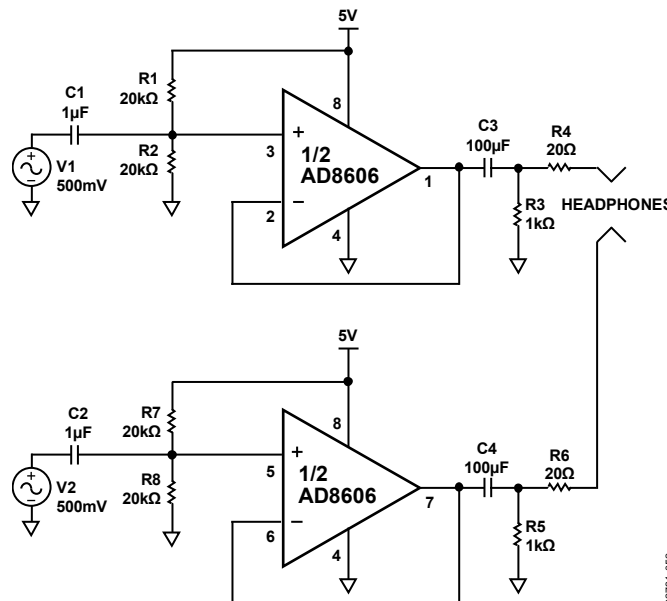 5V
R1
20kΩ
C1
1µF
R2
20kΩ
V1
500mV
8
3
+
1/2
AD8606
−
2
4
1
C3
100µF
R4
20Ω
R3
1kΩ
HEADPHONES
5V
R7
20kΩ
C2
1µF
R8
20kΩ
V2
500mV
8
5
+
1/2
AD8606
−
6
4
7
C4
100µF
R6
20Ω
R5
1kΩ